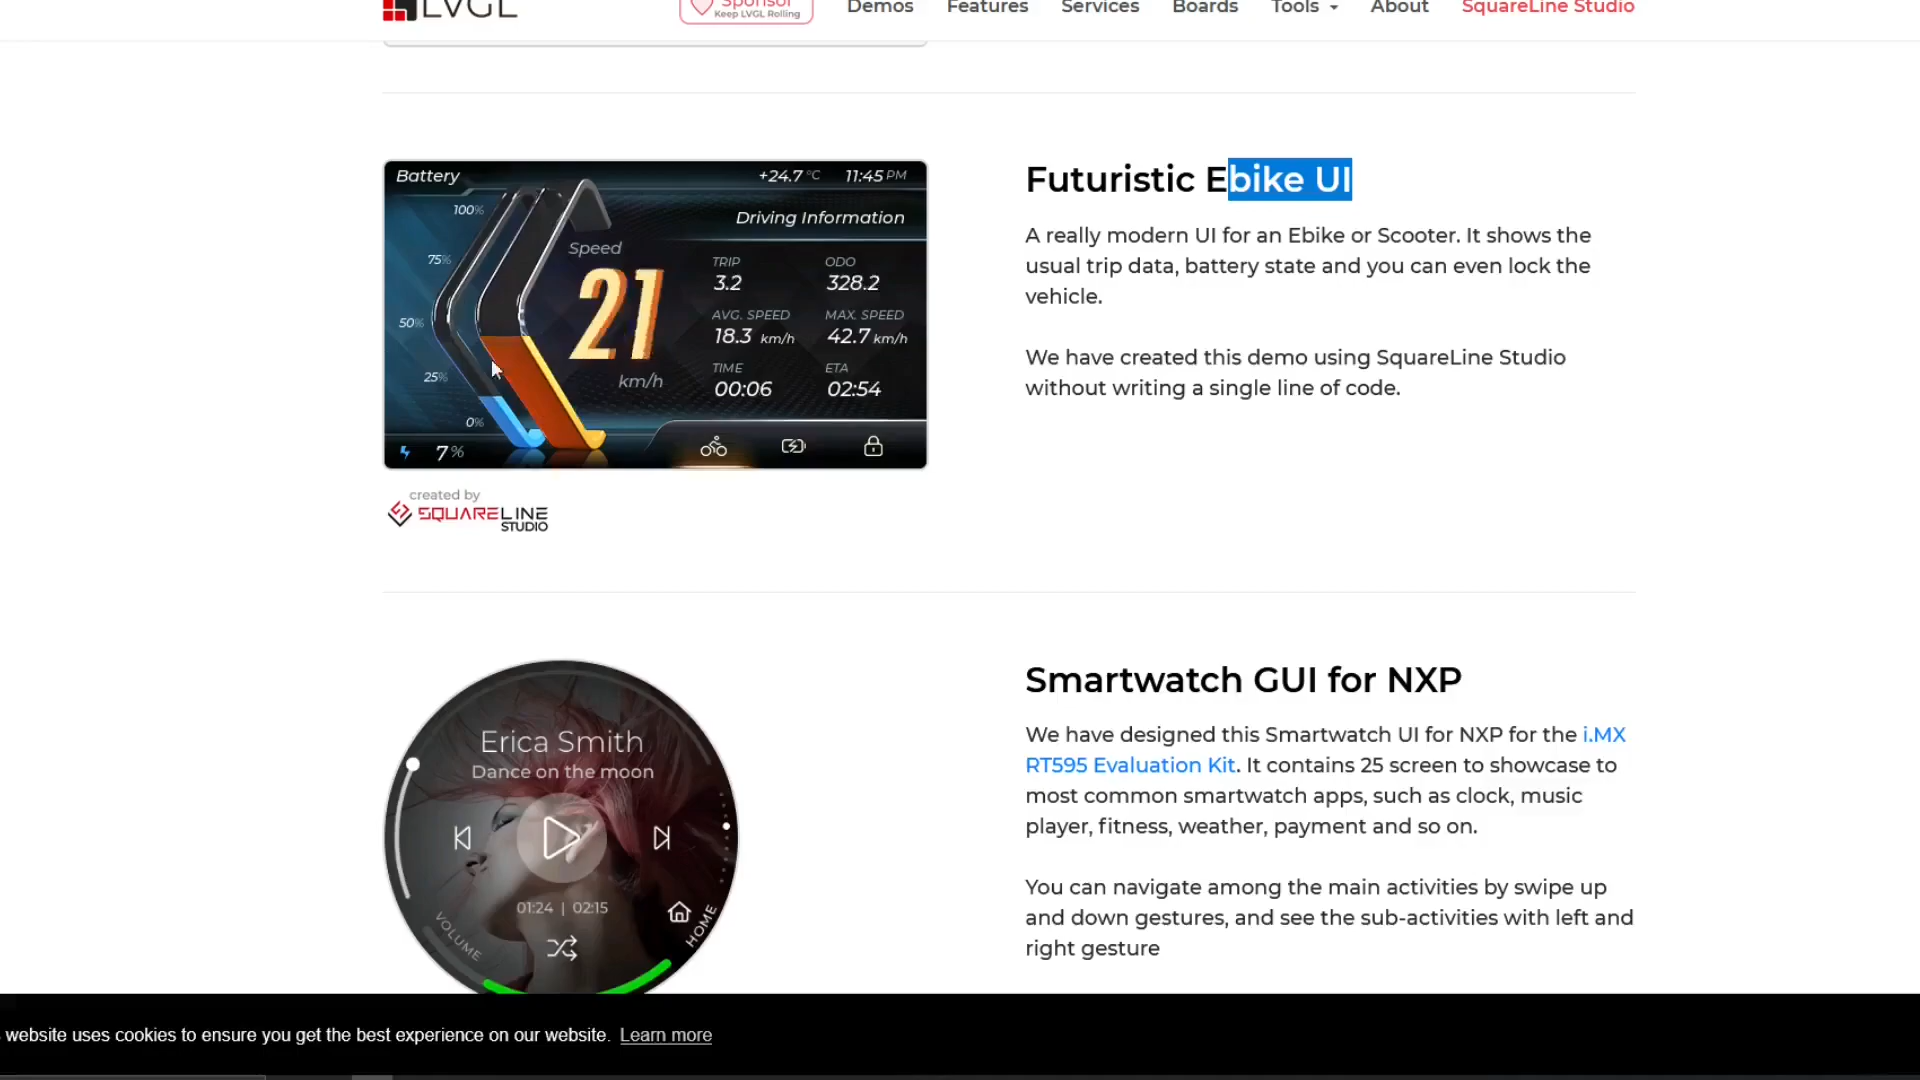 LVGL
Sponsor
Keep LVGL Rolling
Demos Features Services Boards Tools About SquareLine Studio
Battery
+24.7 °C 11:45 PM
100%
75%
50%
25%
0%
7 %
Speed
21
km/h
Driving Information
TRIP ODO
3.2 328.2
AVG. SPEED MAX. SPEED
18.3 km/h 42.7 km/h
TIME ETA
00:06 02:54
created by
SQUARELINE
STUDIO
Futuristic Ebike UI
A really modern UI for an Ebike or Scooter. It shows the
usual trip data, battery state and you can even lock the
vehicle.
We have created this demo using SquareLine Studio
without writing a single line of code.
Erica Smith
Dance on the moon
01:24 | 02:15
VOLUME
HOME
Smartwatch GUI for NXP
We have designed this Smartwatch UI for NXP for the i.MX
RT595 Evaluation Kit. It contains 25 screen to showcase to
most common smartwatch apps, such as clock, music
player, fitness, weather, payment and so on.
You can navigate among the main activities by swipe up
and down gestures, and see the sub-activities with left and
right gesture
website uses cookies to ensure you get the best experience on our website. Learn more